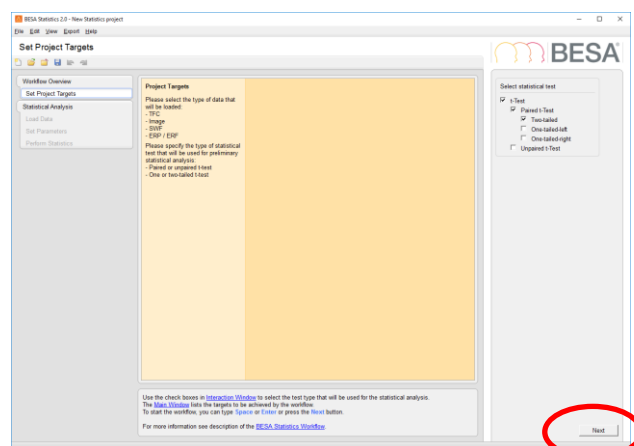 BESA Statistics 2.0 - New Statistics project
File Edit View Export Help
Set Project Targets
BESA
Workflow Overview
Set Project Targets
Statistical Analysis
Load Data
Set Parameters
Perform Statistics
Project Targets
Please select the type of data that
will be loaded:
- TFC
- Image
- SWF
- ERP / ERF
Please specify the type of statistical
test that will be used for preliminary
statistical analysis:
- Paired or unpaired t-test
- One or two-tailed t-test
Select statistical test
t-Test
Paired t-Test
Two-tailed
One-tailed-left
One-tailed-right
Unpaired t-Test
Use the check boxes in Interaction Window to select the test type that will be used for the statistical analysis.
The Main Window lists the targets to be achieved by the workflow.
To start the workflow, you can type Space or Enter or press the Next button.
For more information see description of the BESA Statistics Workflow.
Next